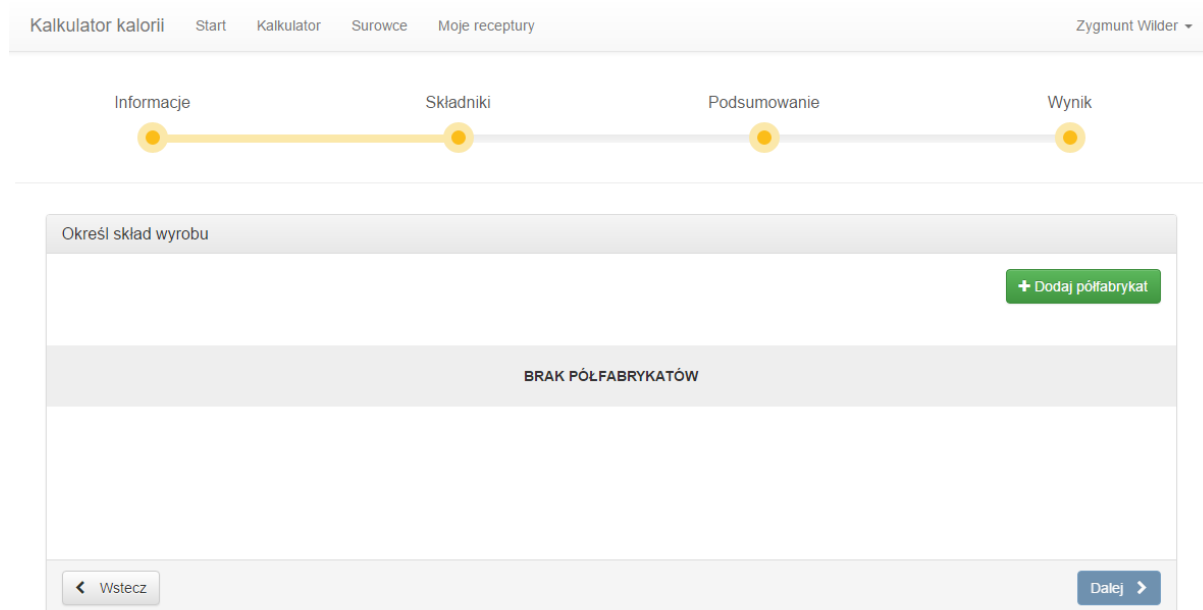 Kalkulator kalorii Start Kalkulator Surowce Moje receptury Zygmunt Wilder
Informacje Składniki Podsumowanie Wynik
Określ skład wyrobu
+ Dodaj półfabrykat
BRAK PÓŁFABRYKATÓW
Wstecz Dalej